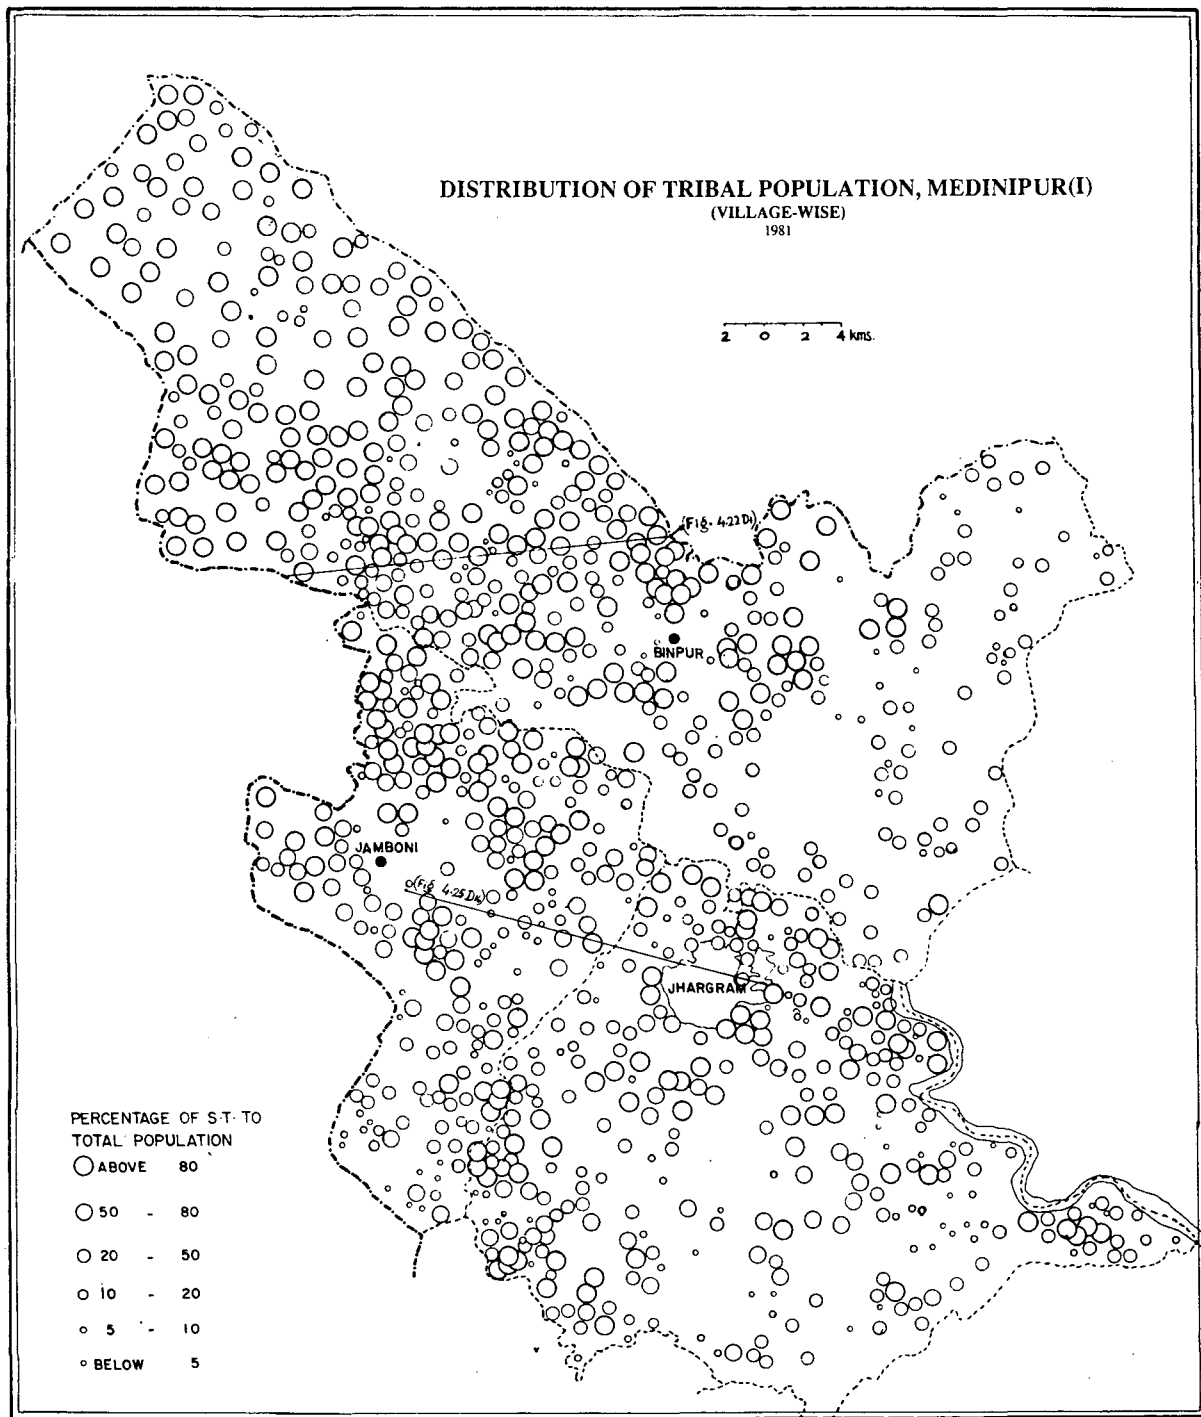 DISTRIBUTION OF TRIBAL POPULATION, MEDINIPUR(I)
(VILLAGE-WISE)
1981
2 0 2 4 kms.
(Fig. 4.22 D1)
BINPUR
JAMBONI
(Fig 4.25 D14)
JHARGRAM
PERCENTAGE OF S·T· TO
TOTAL POPULATION
ABOVE 80
50 - 80
20 - 50
10 - 20
5 - 10
BELOW 5